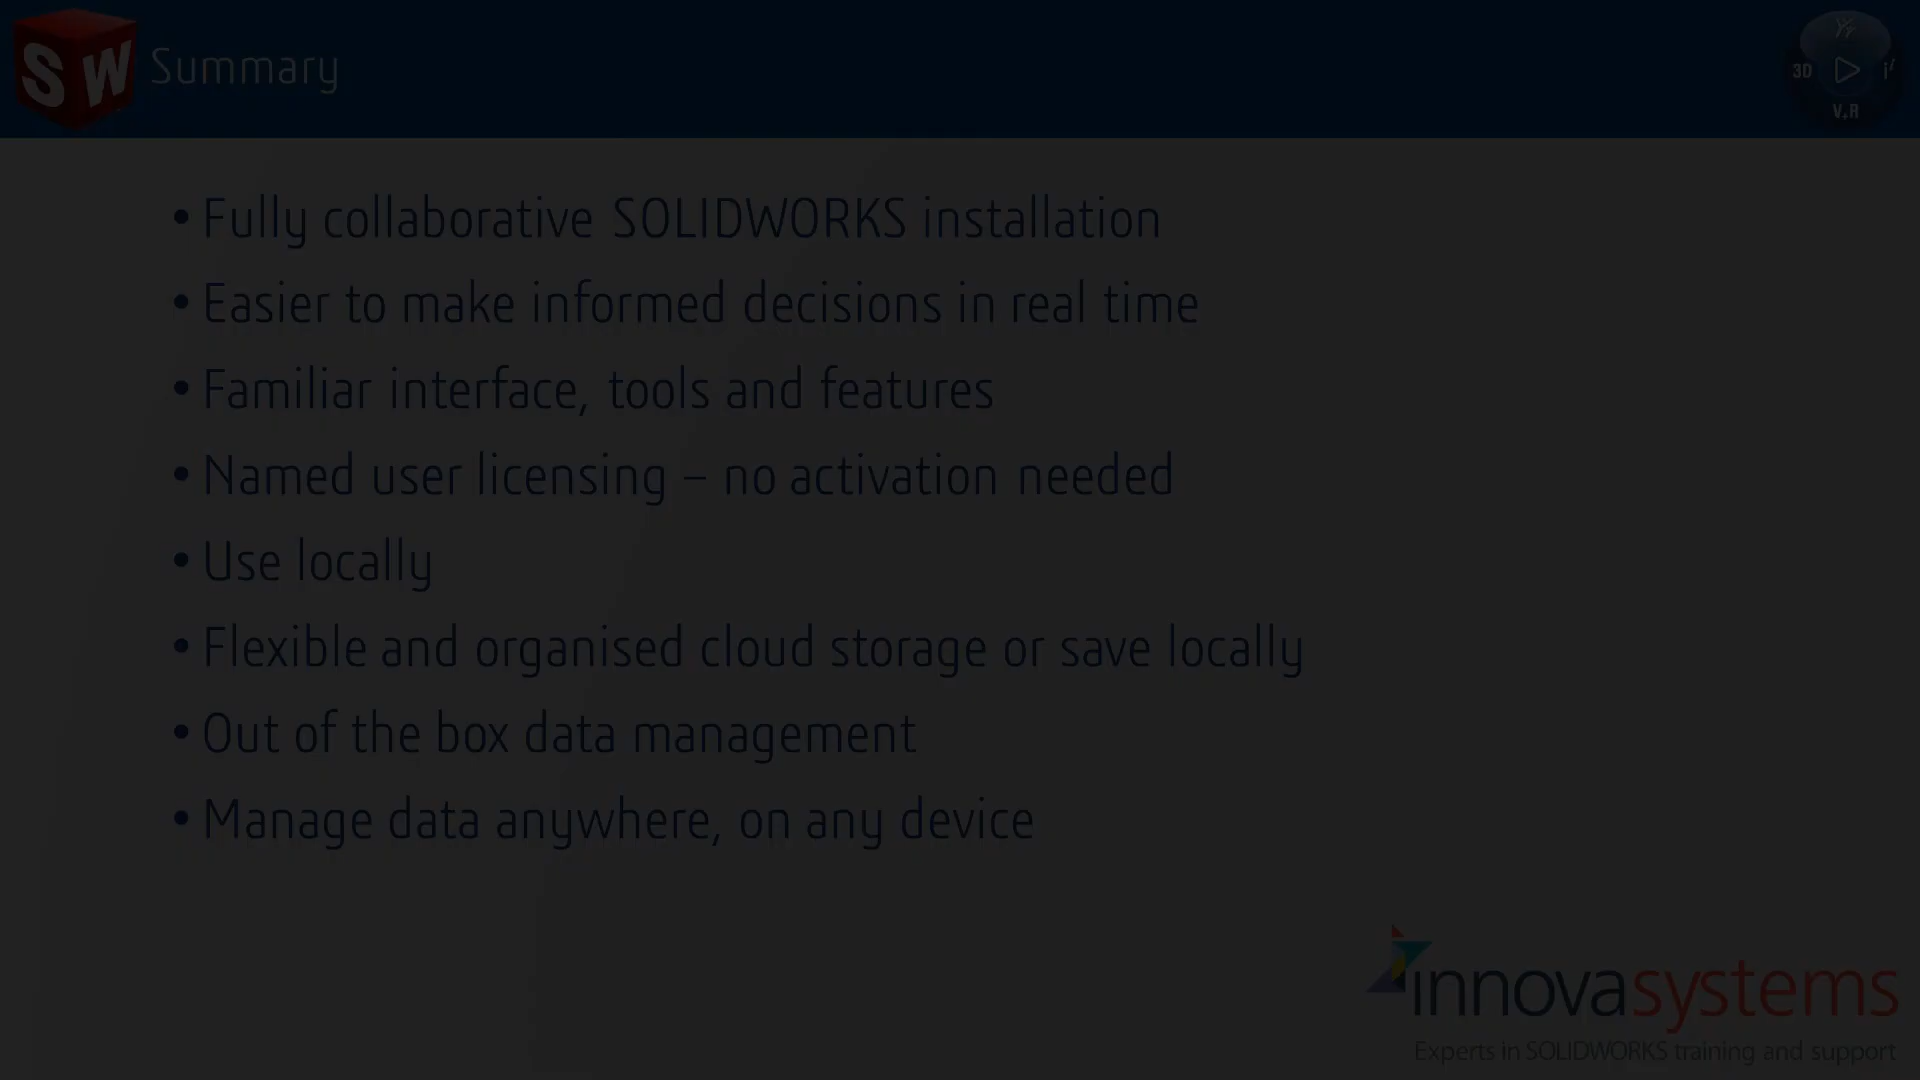 SW Summary
3D V.R
• Fully collaborative SOLIDWORKS installation
• Easier to make informed decisions in real time
• Familiar interface, tools and features
• Named user licensing – no activation needed
• Use locally
• Flexible and organised cloud storage or save locally
• Out of the box data management
• Manage data anywhere, on any device
innovasystems
Experts in SOLIDWORKS training and support